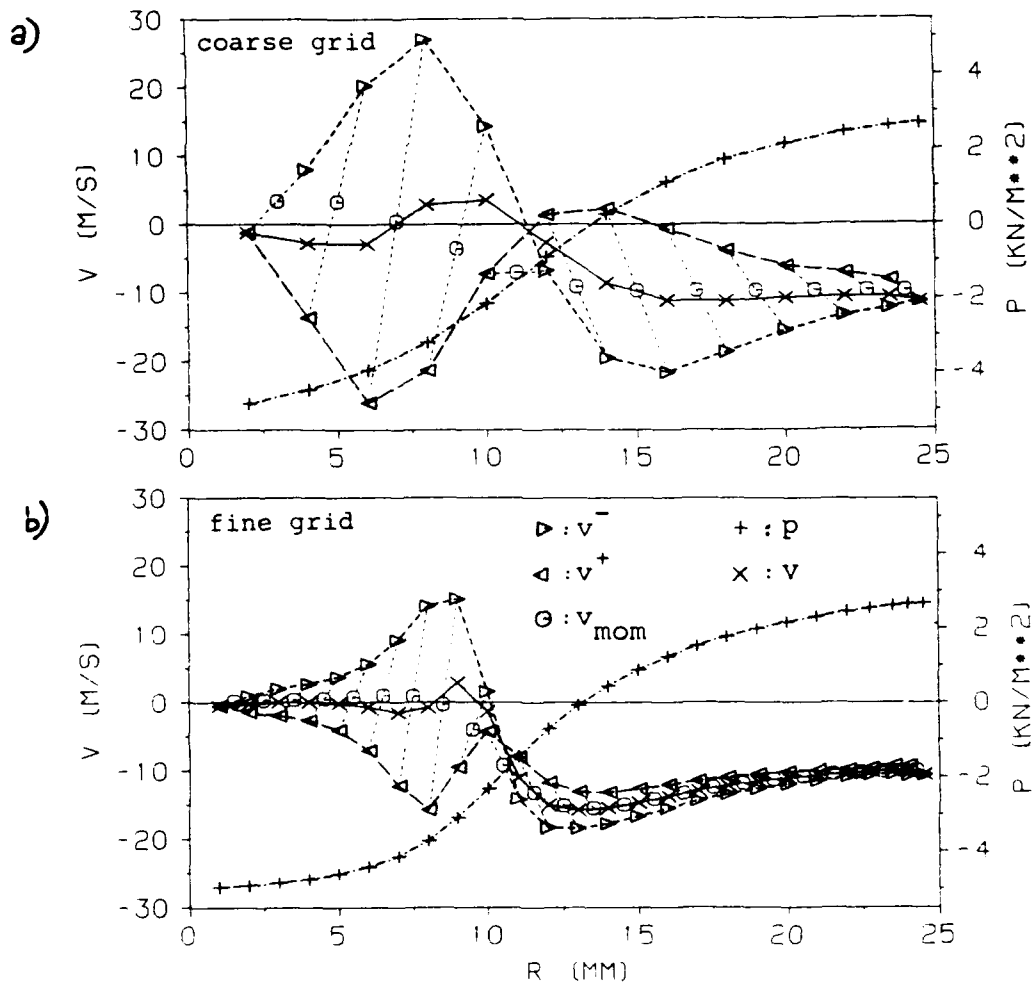 a)
coarse grid
30
20
10
0
-10
-20
-30
V (M/S)
4
2
0
-2
-4
P (KN/M**2)
0 5 10 15 20 25
R (MM)
b)
fine grid
▷ : v⁻
+ : p
◁ : v⁺
× : v
⊙ : v_mom
30
20
10
0
-10
-20
-30
V (M/S)
4
2
0
-2
-4
P (KN/M**2)
0 5 10 15 20 25
R (MM)